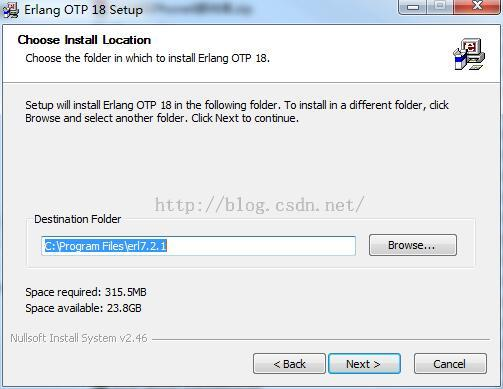 Erlang OTP 18 Setup
Choose Install Location
Choose the folder in which to install Erlang OTP 18.
Setup will install Erlang OTP 18 in the following folder. To install in a different folder, click
Browse and select another folder. Click Next to continue.
http://blog.csdn.net/
Destination Folder
C:\Program Files\erl7.2.1
Browse...
Space required: 315.5MB
Space available: 23.8GB
Nullsoft Install System v2.46
< Back
Next >
Cancel